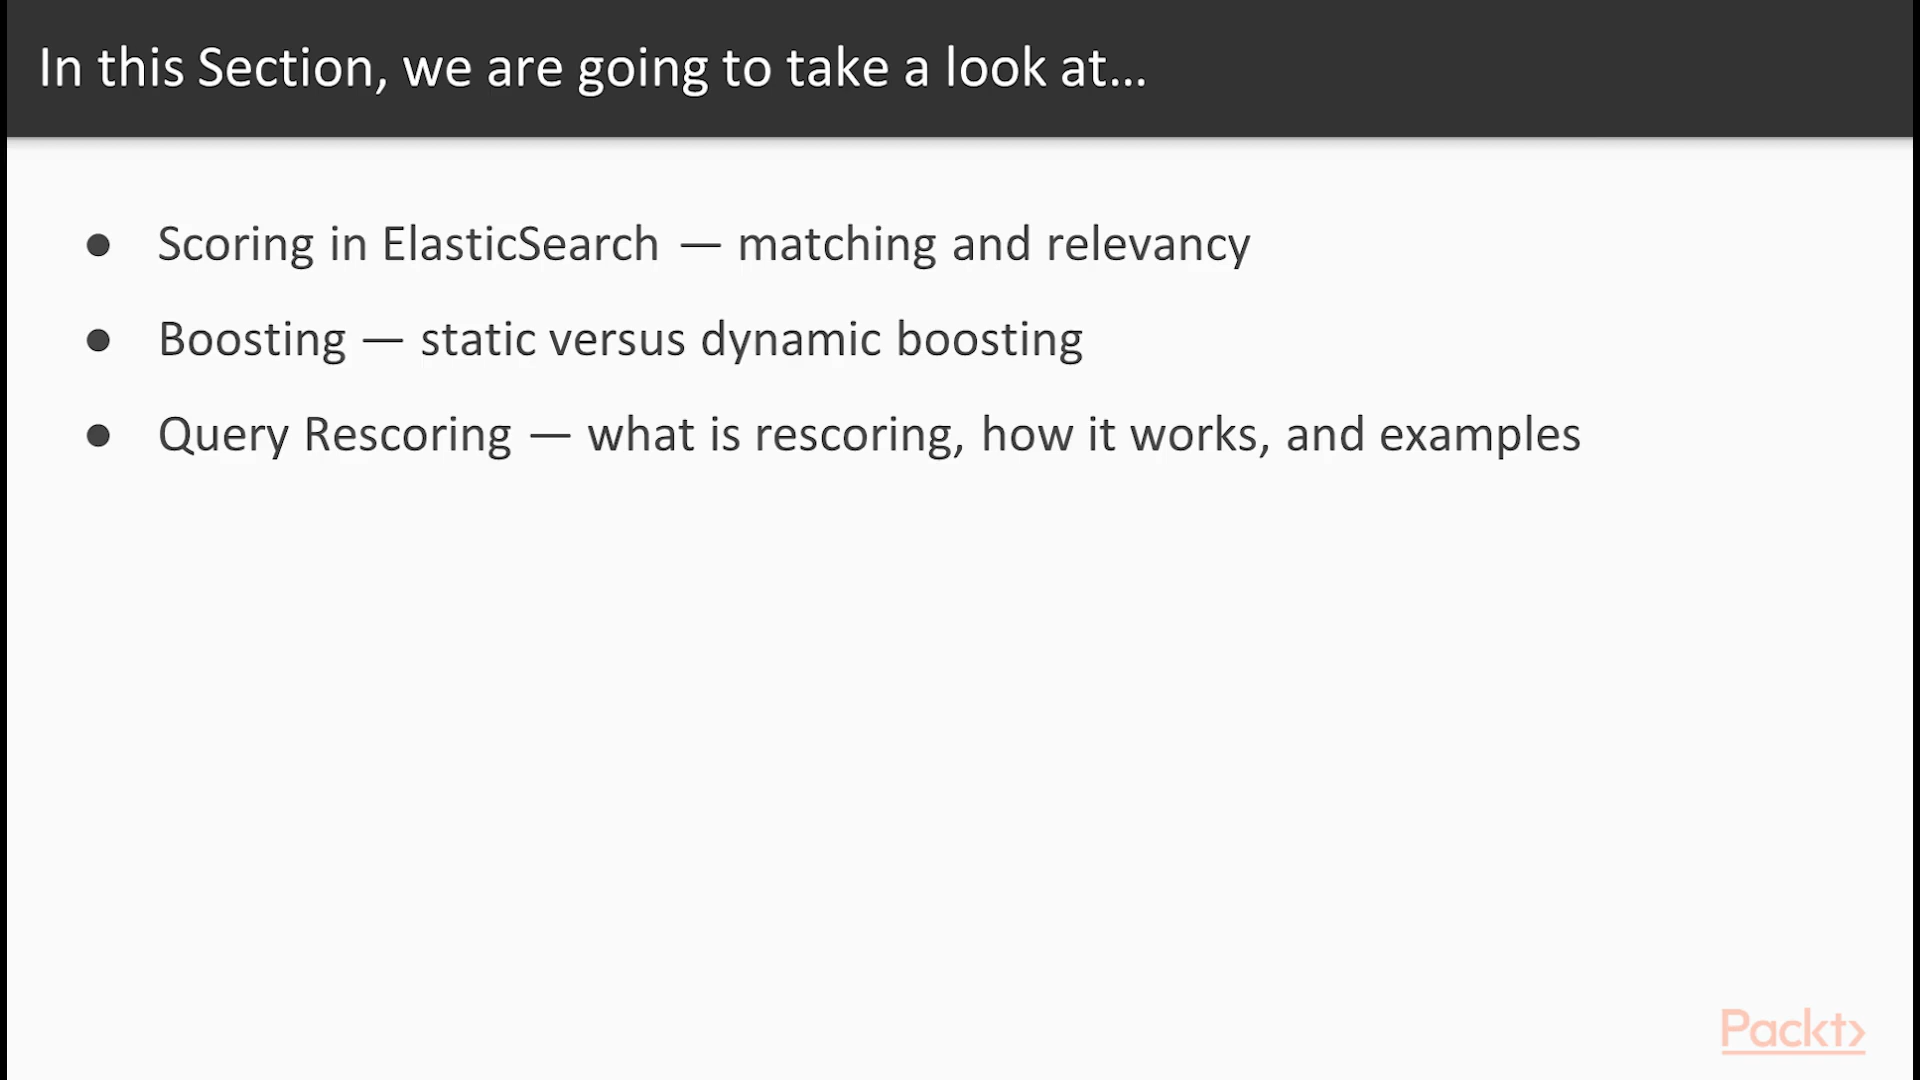 In this Section, we are going to take a look at...
● Scoring in ElasticSearch — matching and relevancy
● Boosting — static versus dynamic boosting
● Query Rescoring — what is rescoring, how it works, and examples
Packt>